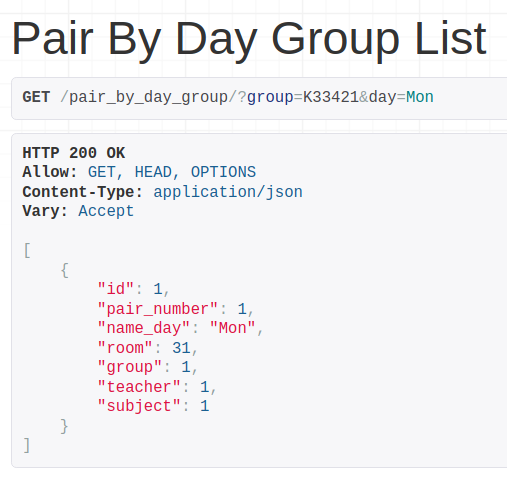 Pair By Day Group List
GET /pair_by_day_group/?group=K33421&day=Mon
HTTP 200 OK
Allow: GET, HEAD, OPTIONS
Content-Type: application/json
Vary: Accept
[
    {
        "id": 1,
        "pair_number": 1,
        "name_day": "Mon",
        "room": 31,
        "group": 1,
        "teacher": 1,
        "subject": 1
    }
]